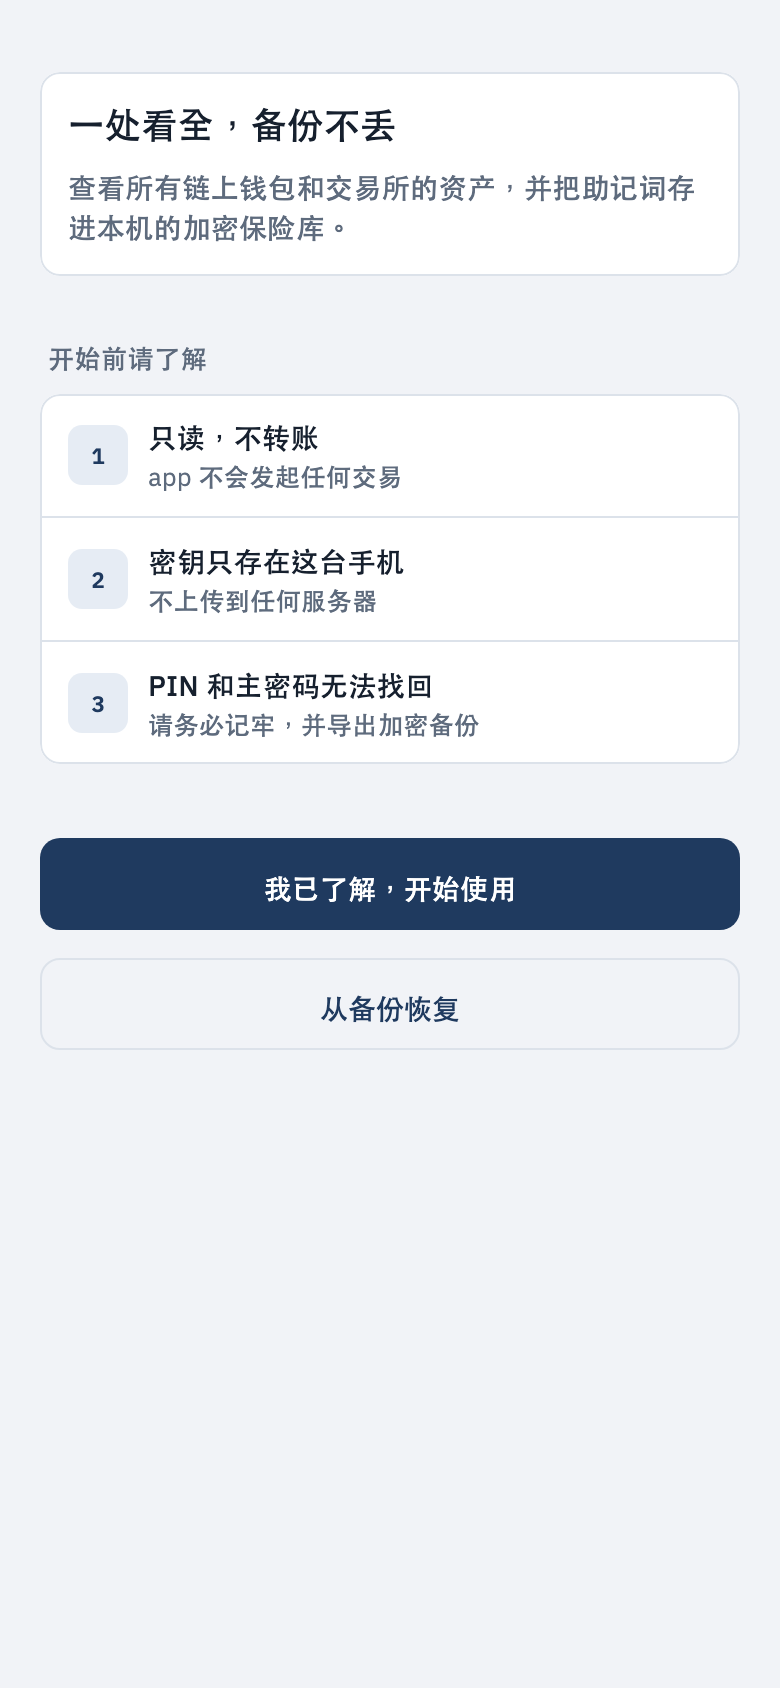 一处看全，备份不丢
查看所有链上钱包和交易所的资产，并把助记词存
进本机的加密保险库。
开始前请了解
1
只读，不转账
app 不会发起任何交易
2
密钥只存在这台手机
不上传到任何服务器
3
PIN 和主密码无法找回
请务必记牢，并导出加密备份
我已了解，开始使用
从备份恢复